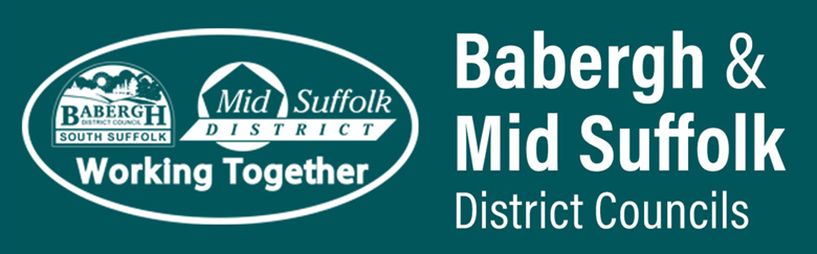 BABERGH
DISTRICT COUNCIL
SOUTH SUFFOLK
Mid Suffolk
DISTRICT
Working Together
Babergh &
Mid Suffolk
District Councils